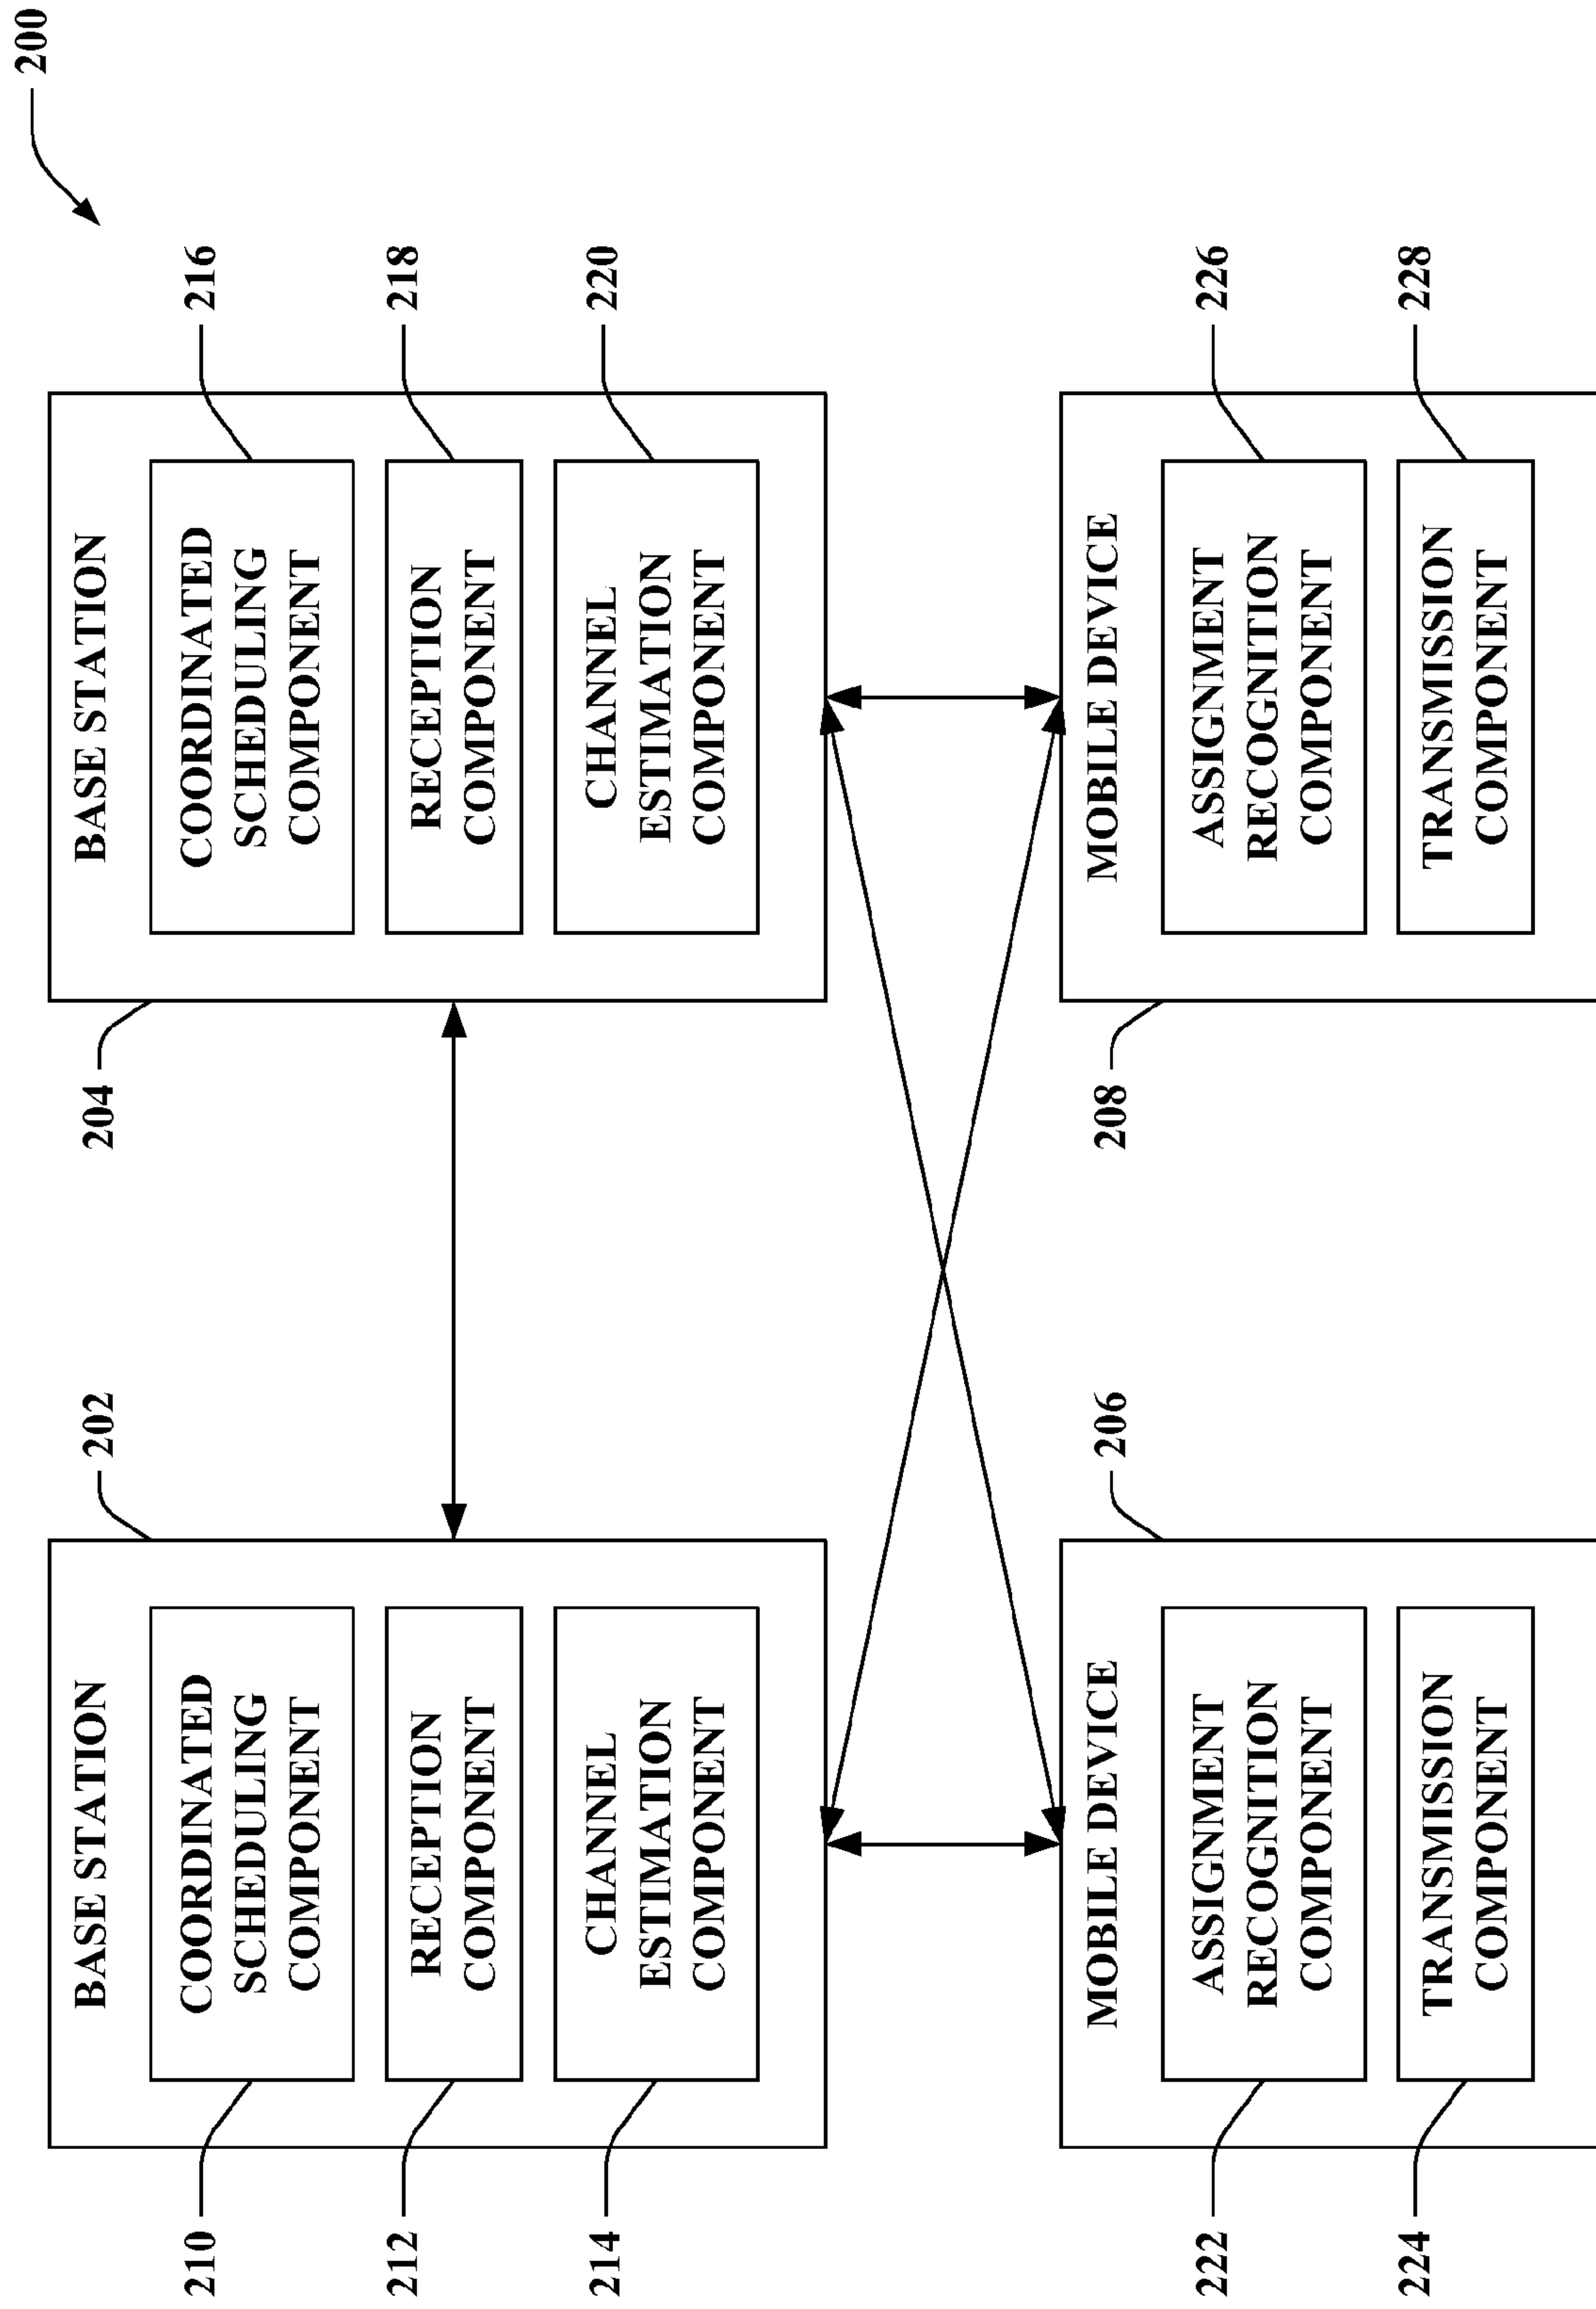 200
202
BASE STATION
210
COORDINATED
SCHEDULING
COMPONENT
212
RECEPTION
COMPONENT
214
CHANNEL
ESTIMATION
COMPONENT
204
BASE STATION
COORDINATED
SCHEDULING
COMPONENT
216
RECEPTION
COMPONENT
218
CHANNEL
ESTIMATION
COMPONENT
220
206
MOBILE DEVICE
222
ASSIGNMENT
RECOGNITION
COMPONENT
224
TRANSMISSION
COMPONENT
208
MOBILE DEVICE
ASSIGNMENT
RECOGNITION
COMPONENT
226
TRANSMISSION
COMPONENT
228